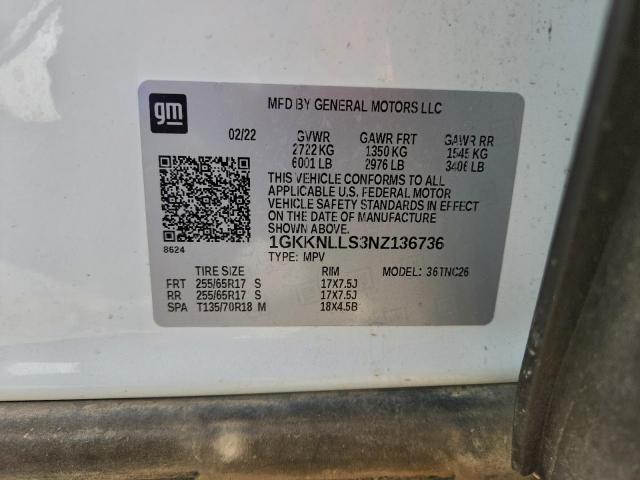 gm
MFD BY GENERAL MOTORS LLC
02/22 GVWR GAWR FRT GAWR RR
2722 KG 1350 KG 1545 KG
6001 LB 2976 LB 3406 LB
THIS VEHICLE CONFORMS TO ALL
APPLICABLE U.S. FEDERAL MOTOR
VEHICLE SAFETY STANDARDS IN EFFECT
ON THE DATE OF MANUFACTURE
SHOWN ABOVE.
8624
1GKKNLLS3NZ136736
TYPE: MPV
TIRE SIZE RIM MODEL: 36TNC26
FRT 255/65R17 S 17X7.5J
RR 255/65R17 S 17X7.5J
SPA T135/70R18 M 18X4.5B